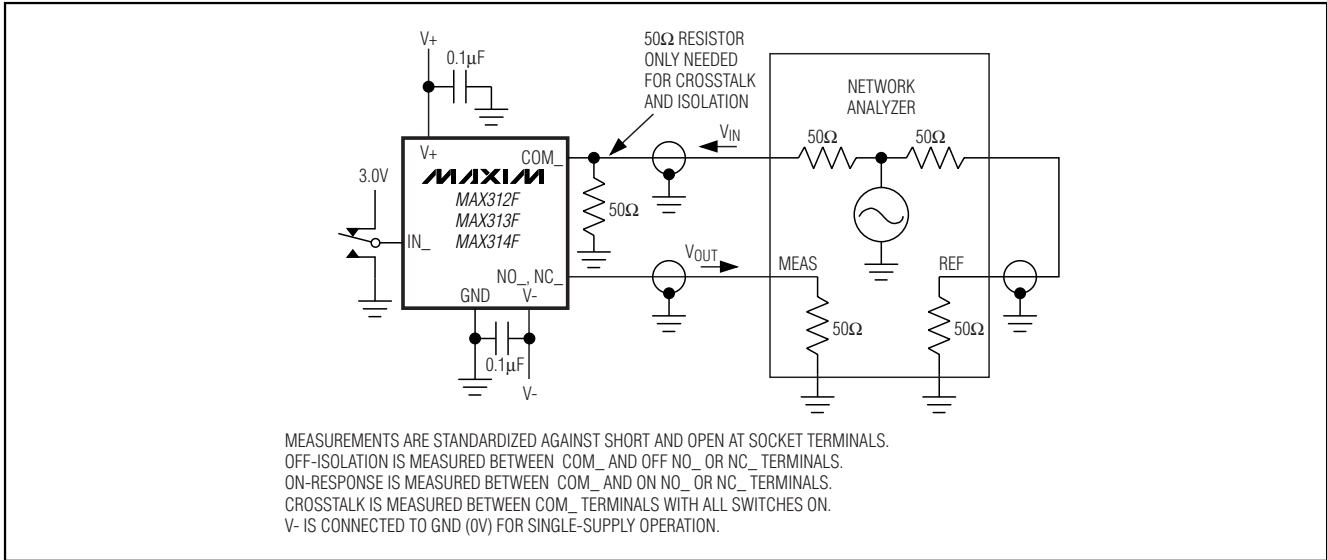 V+
0.1µF
50Ω RESISTOR
ONLY NEEDED
FOR CROSSTALK
AND ISOLATION
NETWORK
ANALYZER
VIN
50Ω
50Ω
V+
COM_
3.0V
MAXIM
MAX312F
MAX313F
MAX314F
50Ω
IN_
VOUT
MEAS
REF
NO_, NC_
GND
V-
50Ω
50Ω
0.1µF
V-
MEASUREMENTS ARE STANDARDIZED AGAINST SHORT AND OPEN AT SOCKET TERMINALS.
OFF-ISOLATION IS MEASURED BETWEEN COM_ AND OFF NO_ OR NC_ TERMINALS.
ON-RESPONSE IS MEASURED BETWEEN COM_ AND ON NO_ OR NC_ TERMINALS.
CROSSTALK IS MEASURED BETWEEN COM_ TERMINALS WITH ALL SWITCHES ON.
V- IS CONNECTED TO GND (0V) FOR SINGLE-SUPPLY OPERATION.